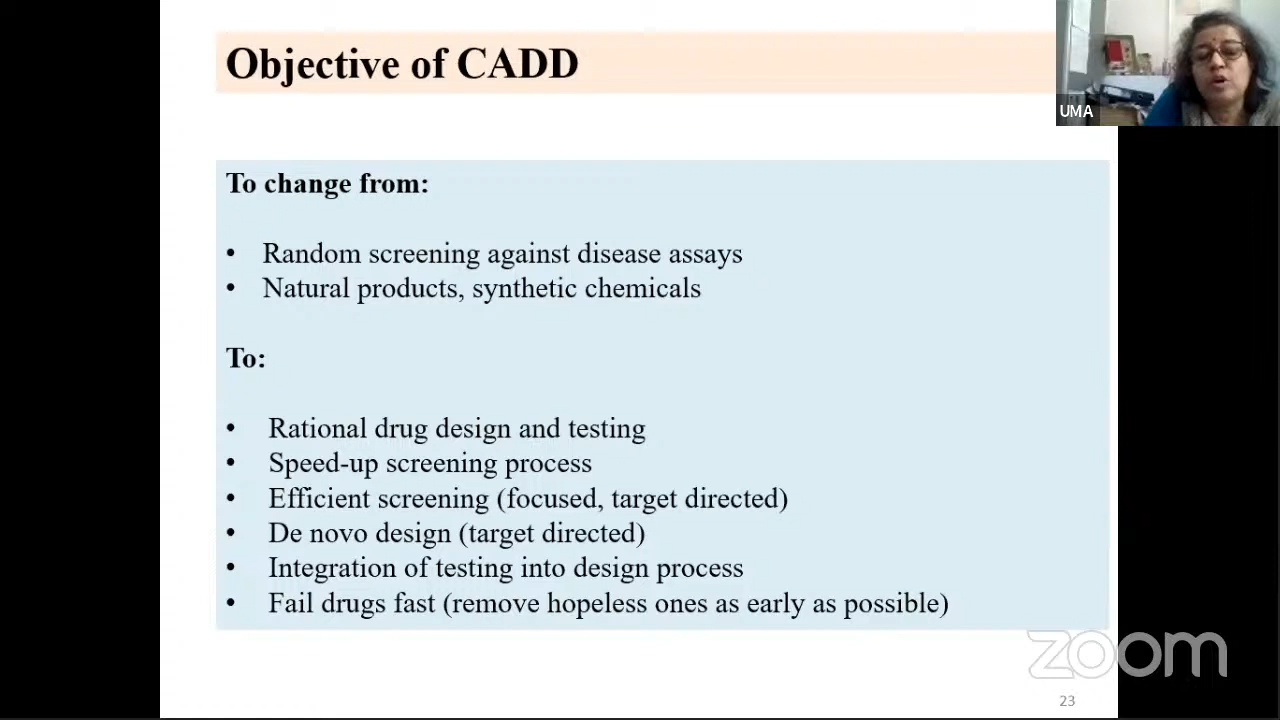 Objective of CADD
UMA
To change from:
• Random screening against disease assays
• Natural products, synthetic chemicals
To:
• Rational drug design and testing
• Speed-up screening process
• Efficient screening (focused, target directed)
• De novo design (target directed)
• Integration of testing into design process
• Fail drugs fast (remove hopeless ones as early as possible)
zoom
23